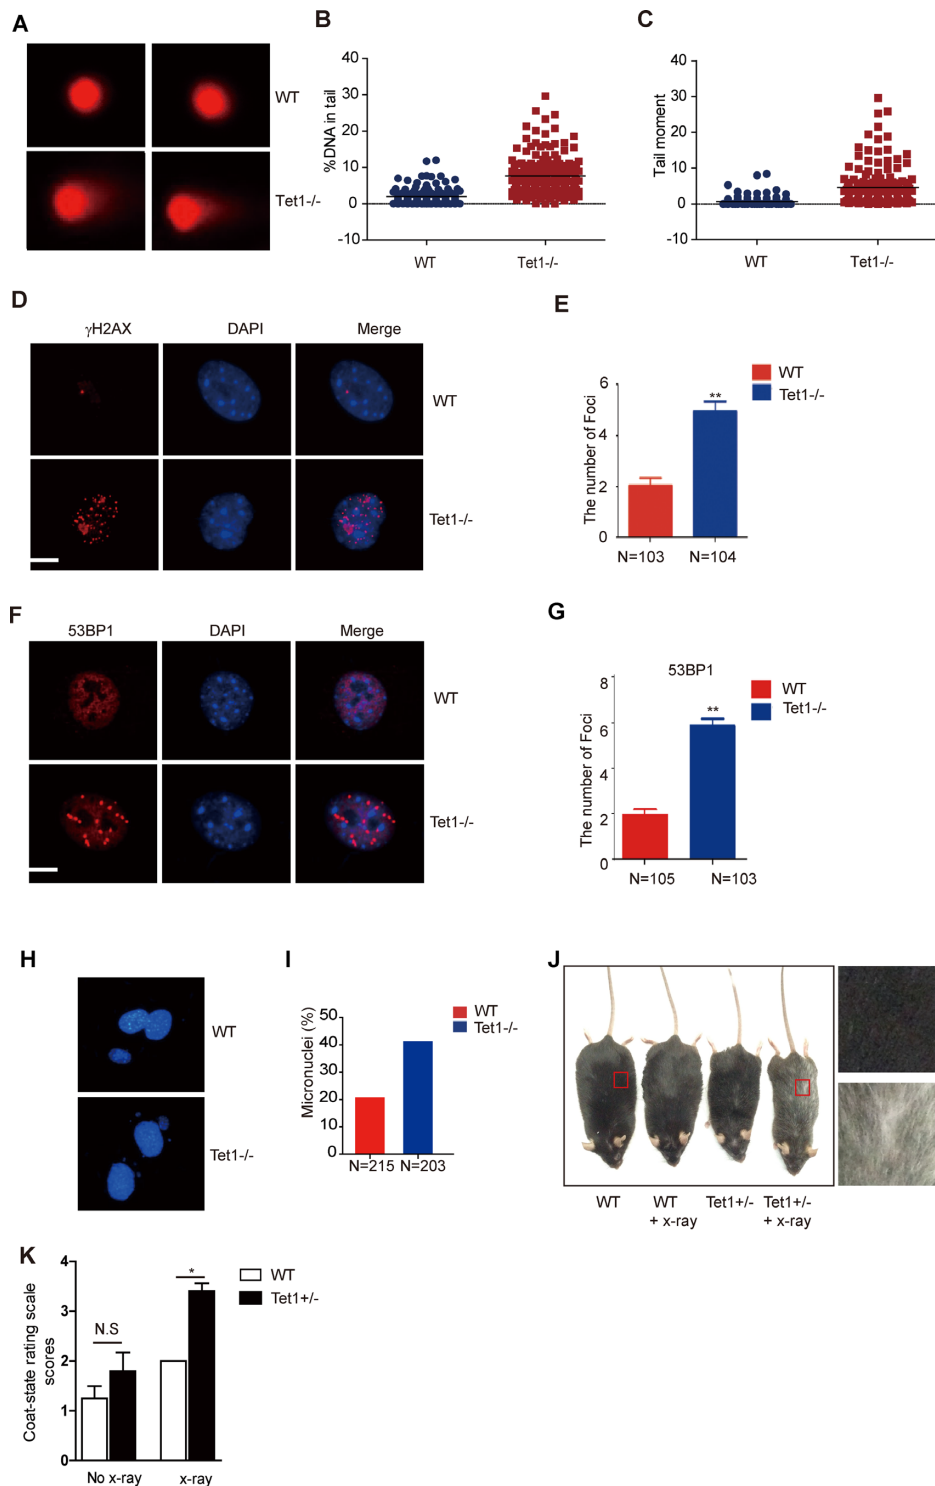 A
WT
Tet1-/-
B
%DNA in tail
40
30
20
10
0
-10
WT
Tet1-/-
C
Tail moment
40
30
20
10
0
-10
WT
Tet1-/-
D
γH2AX
DAPI
Merge
WT
Tet1-/-
E
WT
Tet1-/-
The number of Foci
6
4
2
0
**
N=103
N=104
F
53BP1
DAPI
Merge
WT
Tet1-/-
G
53BP1
WT
Tet1-/-
The number of Foci
8
6
4
2
0
**
N=105
N=103
H
WT
Tet1-/-
I
WT
Tet1-/-
Micronuclei (%)
50
40
30
20
10
0
N=215
N=203
J
WT
WT
+ x-ray
Tet1+/-
Tet1+/-
+ x-ray
K
WT
Tet1+/-
Coat-state rating scale
scores
4
3
2
1
0
N.S
*
No x-ray
x-ray